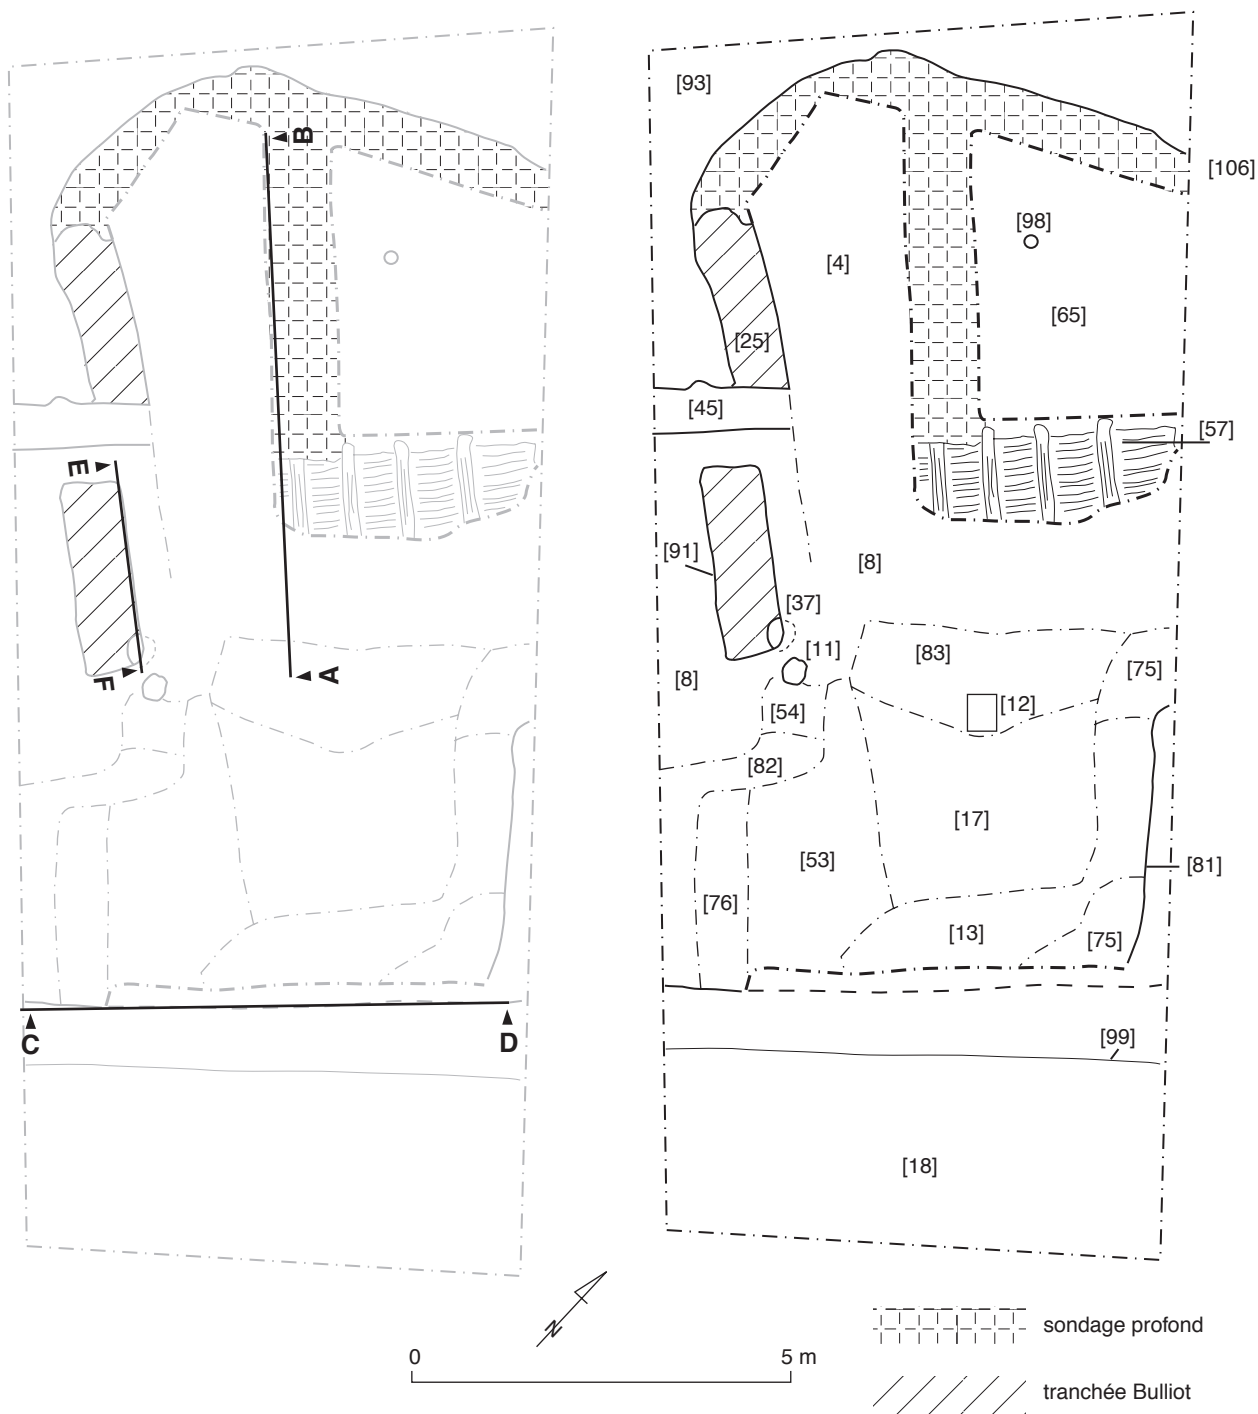 B
E
F
A
C
D
[93]
[106]
[98]
[4]
[65]
[25]
[45]
[57]
[91]
[8]
[37]
[11]
[83]
[75]
[8]
[12]
[54]
[82]
[17]
[53]
[81]
[76]
[13]
[75]
[99]
[18]
N
0 5 m
sondage profond
tranchée Bulliot